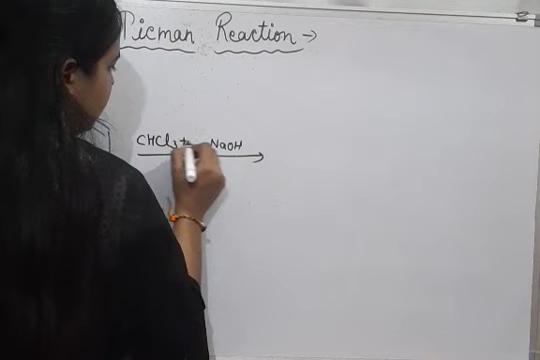 Ticman Reaction →
CHCl₃ + NaOH